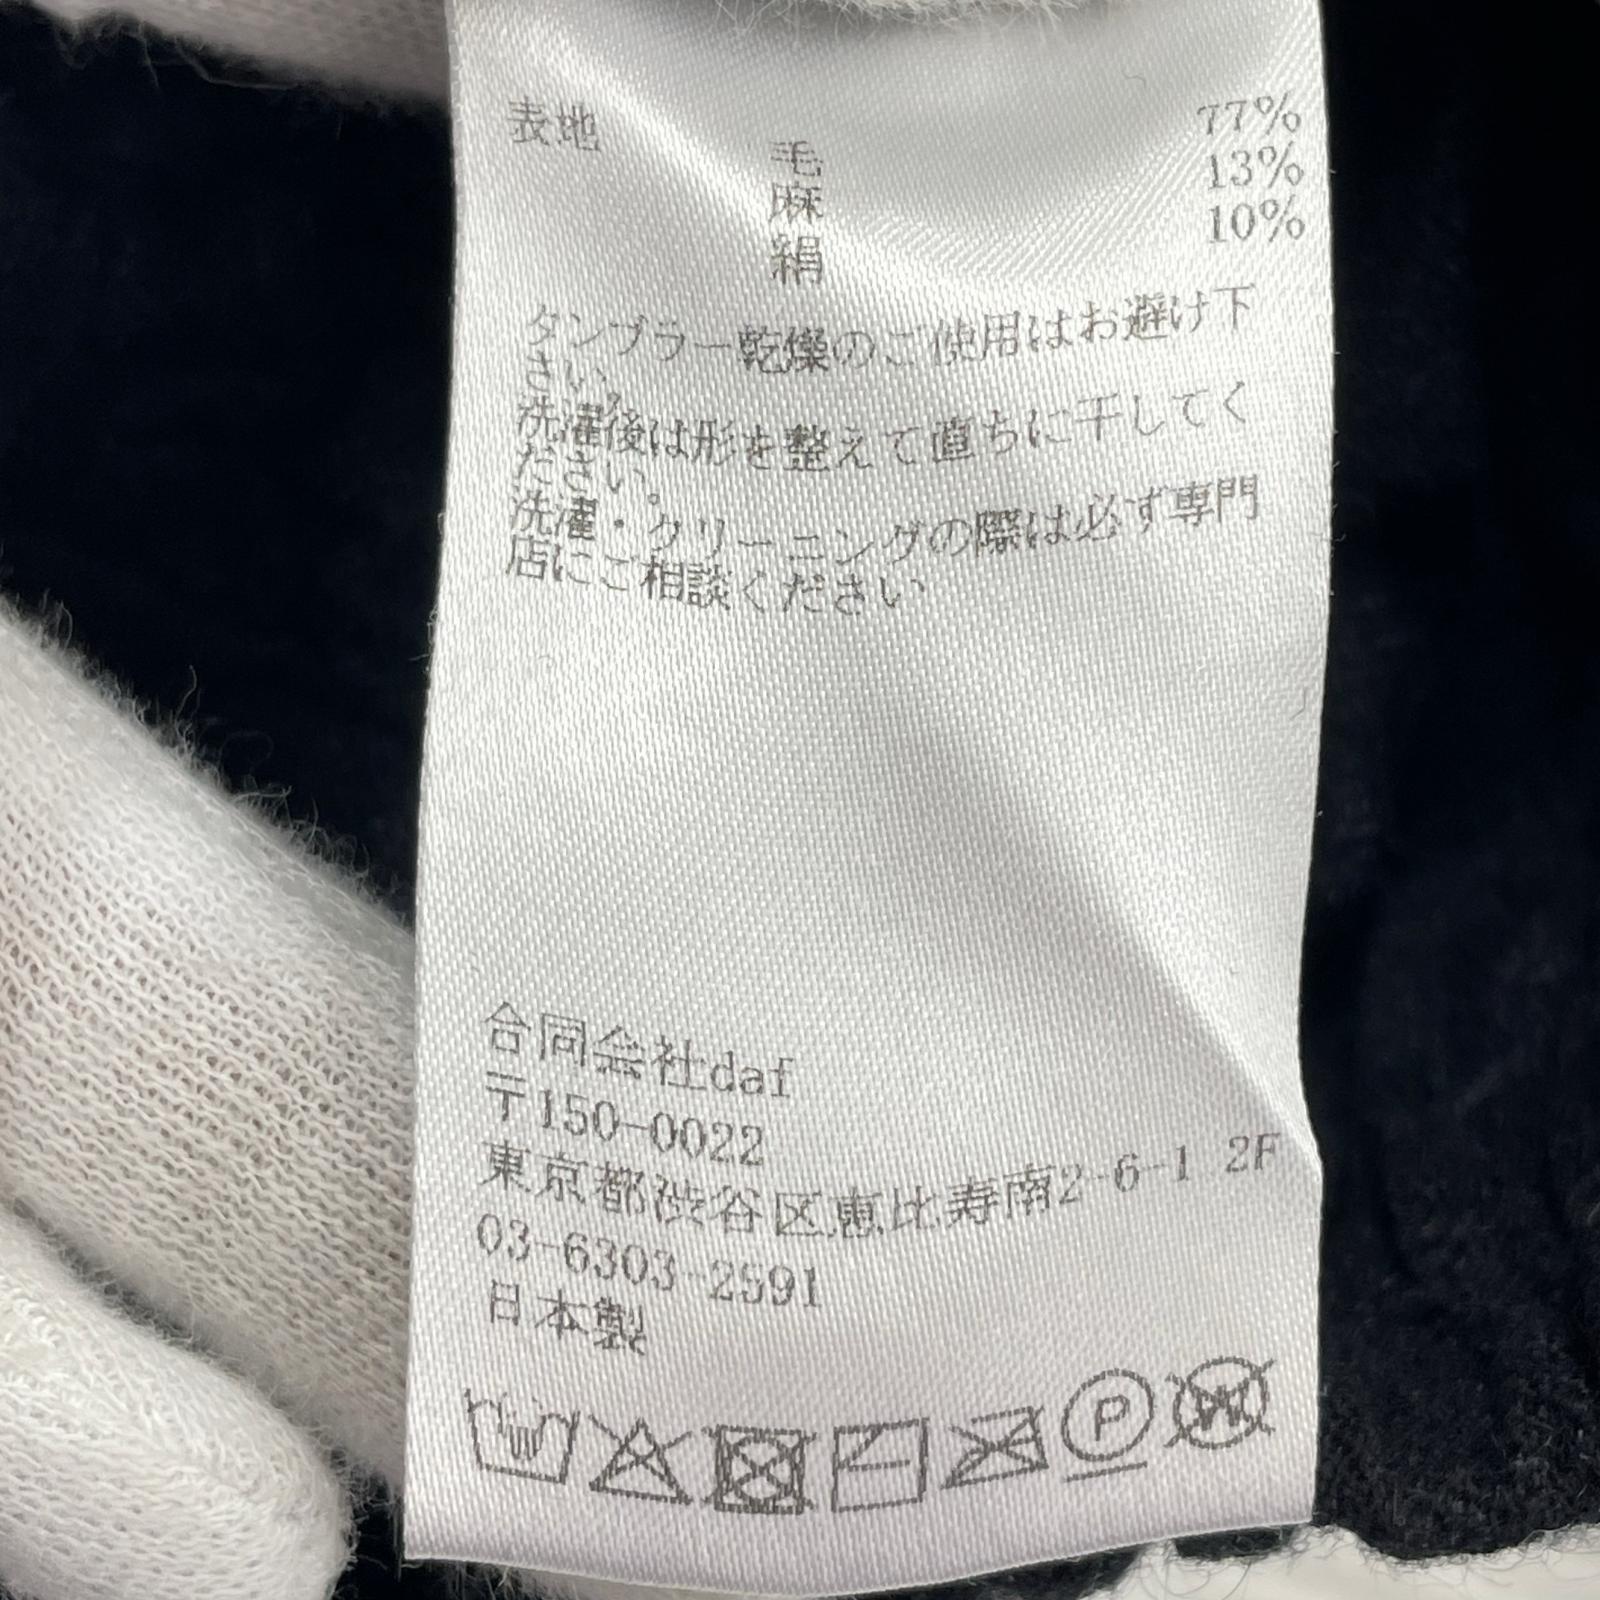 表地 毛 77%
麻 13%
絹 10%
タンブラー乾燥のご使用はお避け下
さい。
洗濯後は形を整えて直ちに干してく
ださい。
洗濯・クリーニングの際は必ず専門
店にご相談ください
合同会社daf
〒150-0022
東京都渋谷区恵比寿南2-6-1 2F
03-6303-2591
日本製
P W